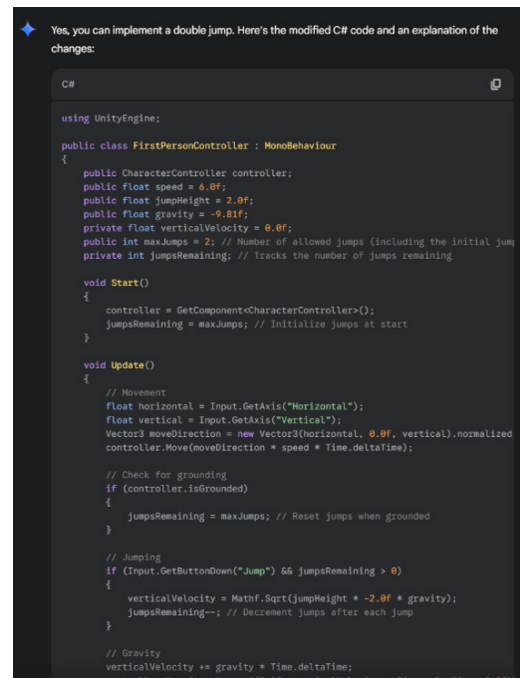 Yes, you can implement a double jump. Here's the modified C# code and an explanation of the
changes:
C#
using UnityEngine;
public class FirstPersonController : MonoBehaviour
{
public CharacterController controller;
public float speed = 6.0f;
public float jumpHeight = 2.0f;
public float gravity = -9.81f;
private float verticalVelocity = 0.0f;
public int maxJumps = 2; // Number of allowed jumps (including the initial jum
private int jumpsRemaining; // Tracks the number of jumps remaining
void Start()
{
controller = GetComponent<CharacterController>();
jumpsRemaining = maxJumps; // Initialize jumps at start
}
void Update()
{
// Movement
float horizontal = Input.GetAxis("Horizontal");
float vertical = Input.GetAxis("Vertical");
Vector3 moveDirection = new Vector3(horizontal, 0.0f, vertical).normalized
controller.Move(moveDirection * speed * Time.deltaTime);
// Check for grounding
if (controller.isGrounded)
{
jumpsRemaining = maxJumps; // Reset jumps when grounded
}
// Jumping
if (Input.GetButtonDown("Jump") && jumpsRemaining > 0)
{
verticalVelocity = Mathf.Sqrt(jumpHeight * -2.0f * gravity);
jumpsRemaining--; // Decrement jumps after each jump
}
// Gravity
verticalVelocity += gravity * Time.deltaTime;